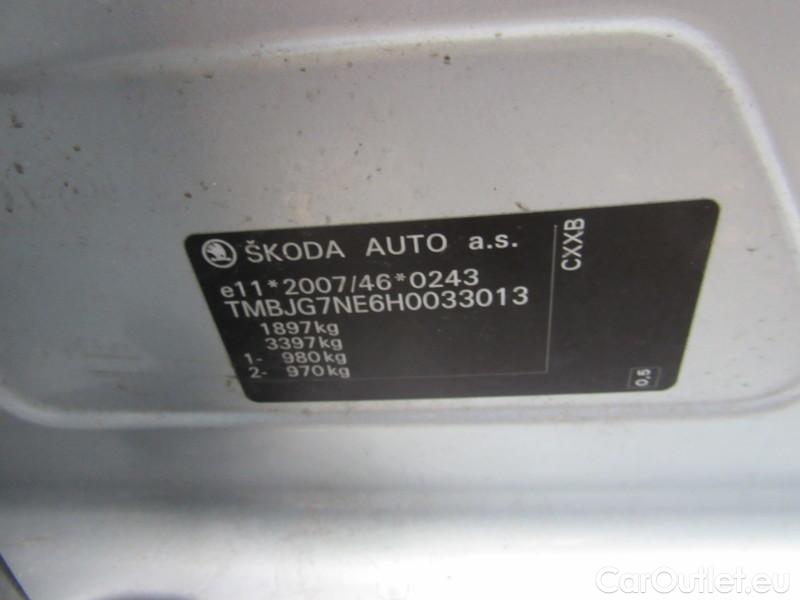 ŠKODA AUTO a.s.
e11*2007/46*0243
TMBJG7NE6H0033013
1897kg
3397kg
1- 980kg
2- 970kg
CXXB
0,5
CarOutlet.eu